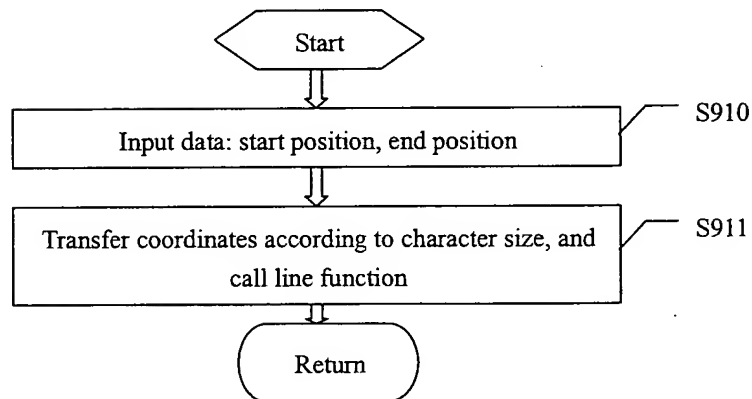 Start
S910
Input data: start position, end position
S911
Transfer coordinates according to character size, and
call line function
Return